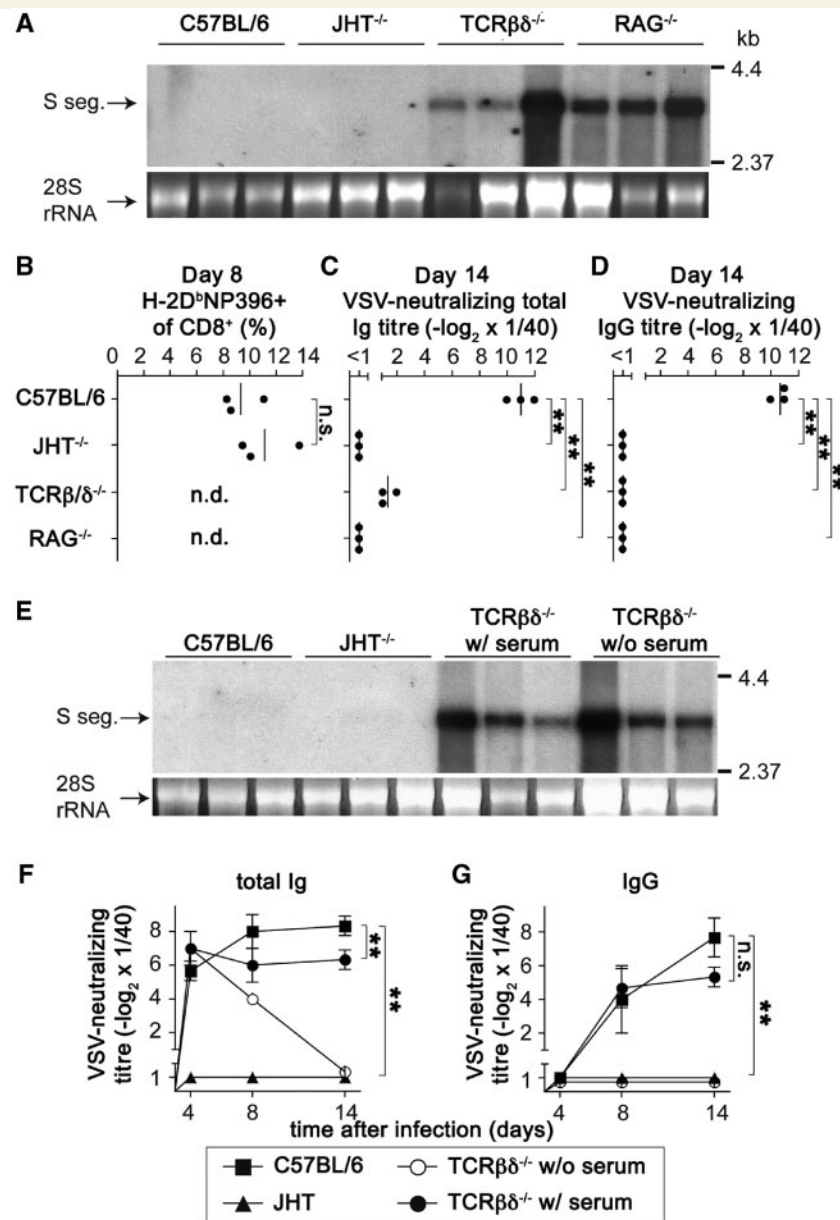 A
C57BL/6 JHT-/- TCRβδ-/- RAG-/-
kb
4.4
S seg.
2.37
28S
rRNA
B
Day 8
H-2DbNP396+
of CD8+ (%)
0 2 4 6 8 10 12 14
C
Day 14
VSV-neutralizing total
Ig titre (-log2 x 1/40)
<1 2 4 6 8 10 12
D
Day 14
VSV-neutralizing
IgG titre (-log2 x 1/40)
<1 2 4 6 8 10 12
C57BL/6
JHT-/-
TCRβ/δ-/-
RAG-/-
n.s.
n.d.
n.d.
**
**
**
**
**
**
E
C57BL/6 JHT-/-
TCRβδ-/-
w/ serum
TCRβδ-/-
w/o serum
4.4
S seg.
2.37
28S
rRNA
F
total Ig
VSV-neutralizing
titre (-log2 x 1/40)
8
6
4
2
1
4 8 14
**
**
G
IgG
VSV-neutralizing
titre (-log2 x 1/40)
8
6
4
2
1
4 8 14
n.s.
**
time after infection (days)
C57BL/6 TCRβδ-/- w/o serum
JHT TCRβδ-/- w/ serum